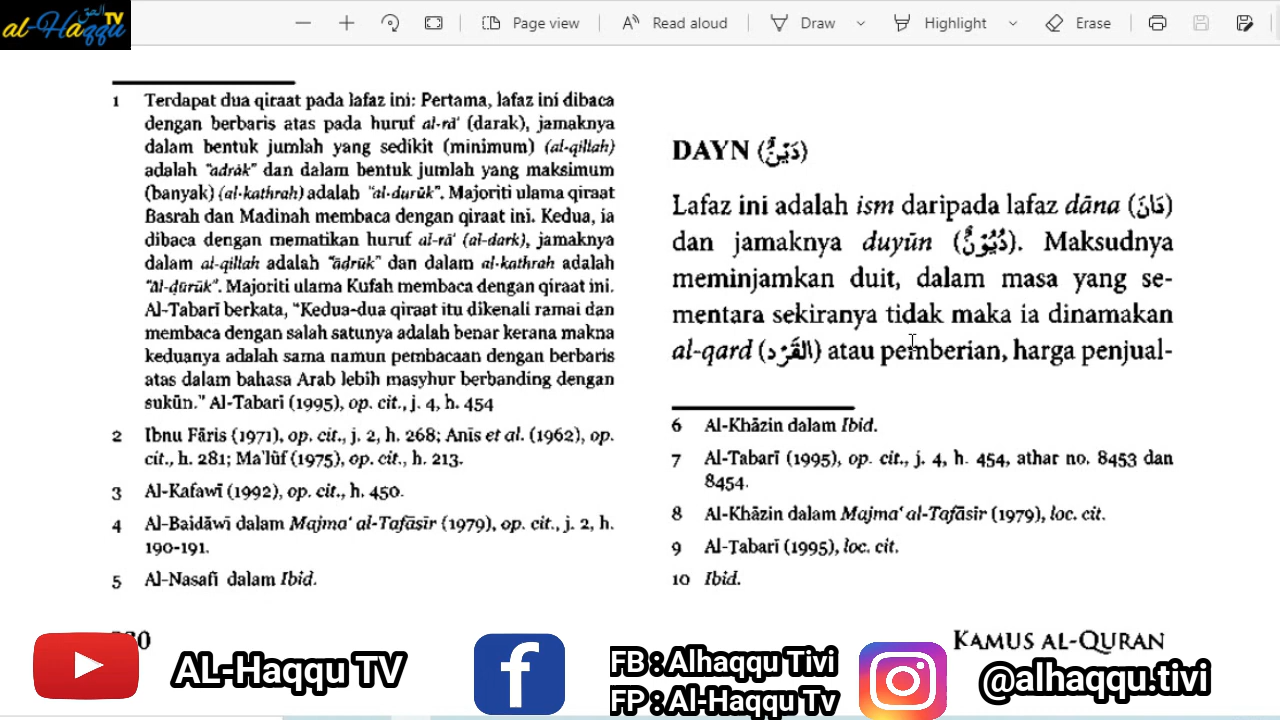 الحق TV
al-Haqqu
Page view
Read aloud
Draw
Highlight
Erase
1 Terdapat dua qiraat pada lafaz ini: Pertama, lafaz ini dibaca
dengan berbaris atas pada huruf al-rā' (darak), jamaknya
dalam bentuk jumlah yang sedikit (minimum) (al-qillah)
adalah "adrāk" dan dalam bentuk jumlah yang maksimum
(banyak) (al-kathrah) adalah "al-durūk". Majoriti ulama qiraat
Basrah dan Madinah membaca dengan qiraat ini. Kedua, ia
dibaca dengan mematikan huruf al-rā' (al-dark), jamaknya
dalam al-qillah adalah "adrūk" dan dalam al-kathrah adalah
"al-durūk". Majoriti ulama Kufah membaca dengan qiraat ini.
Al-Tabarī berkata, "Kedua-dua qiraat itu dikenali ramai dan
membaca dengan salah satunya adalah benar kerana makna
keduanya adalah sama namun pembacaan dengan berbaris
atas dalam bahasa Arab lebih masyhur berbanding dengan
sukūn." Al-Tabarī (1995), op. cit., j. 4, h. 454
2 Ibnu Fāris (1971), op. cit., j. 2, h. 268; Anīs et al. (1962), op.
cit., h. 281; Ma'lūf (1975), op. cit., h. 213.
3 Al-Kafawī (1992), op. cit., h. 450.
4 Al-Baidāwī dalam Majma' al-Tafāsīr (1979), op. cit., j. 2, h.
190-191.
5 Al-Nasafī dalam Ibid.
DAYN (دَيْنٌ)
Lafaz ini adalah ism daripada lafaz dāna (دَانَ)
dan jamaknya duyūn (دُيُوْنٌ). Maksudnya
meminjamkan duit, dalam masa yang se-
mentara sekiranya tidak maka ia dinamakan
al-qard (القَرْد) atau pemberian, harga penjual-
6 Al-Khāzin dalam Ibid.
7 Al-Tabarī (1995), op. cit., j. 4, h. 454, athar no. 8453 dan
8454.
8 Al-Khāzin dalam Majma' al-Tafāsīr (1979), loc. cit.
9 Al-Tabarī (1995), loc. cit.
10 Ibid.
KAMUS AL-QURAN
AL-Haqqu TV
FB : Alhaqqu Tivi
FP : Al-Haqqu Tv
@alhaqqu.tivi